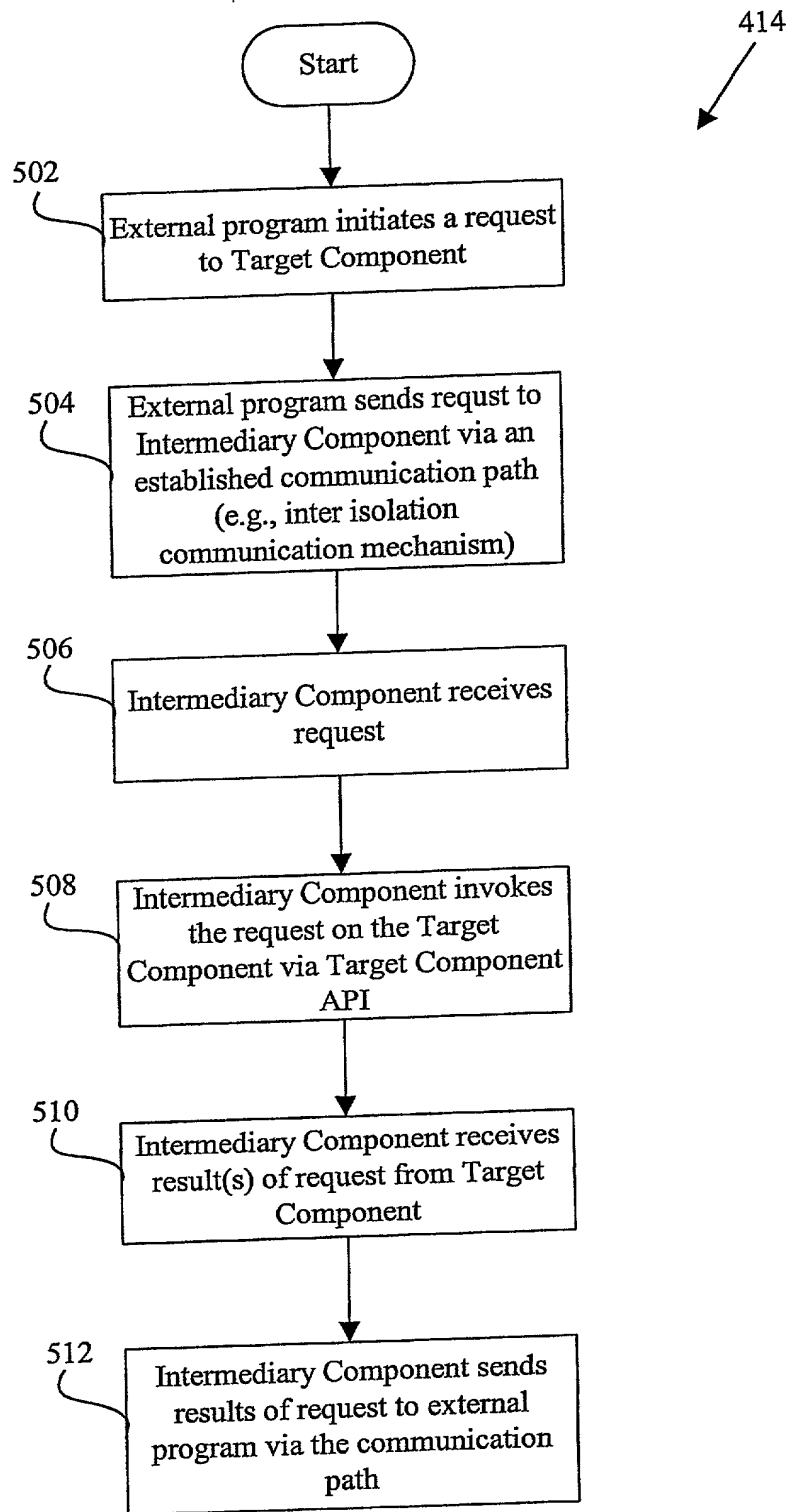 414
Start
502
External program initiates a request
to Target Component
504
External program sends requst to
Intermediary Component via an
established communication path
(e.g., inter isolation
communication mechanism)
506
Intermediary Component receives
request
508
Intermediary Component invokes
the request on the Target
Component via Target Component
API
510
Intermediary Component receives
result(s) of request from Target
Component
512
Intermediary Component sends
results of request to external
program via the communication
path